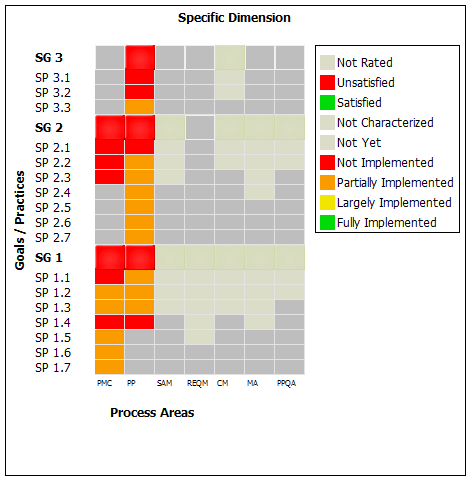 Specific Dimension
Goals / Practices
SG 3
SP 3.1
SP 3.2
SP 3.3
SG 2
SP 2.1
SP 2.2
SP 2.3
SP 2.4
SP 2.5
SP 2.6
SP 2.7
SG 1
SP 1.1
SP 1.2
SP 1.3
SP 1.4
SP 1.5
SP 1.6
SP 1.7
PMC PP SAM REQM CM MA PPQA
Process Areas
Not Rated
Unsatisfied
Satisfied
Not Characterized
Not Yet
Not Implemented
Partially Implemented
Largely Implemented
Fully Implemented